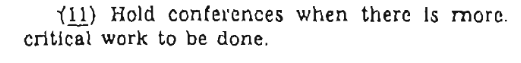 (11) Hold conferences when there is more.
critical work to be done.